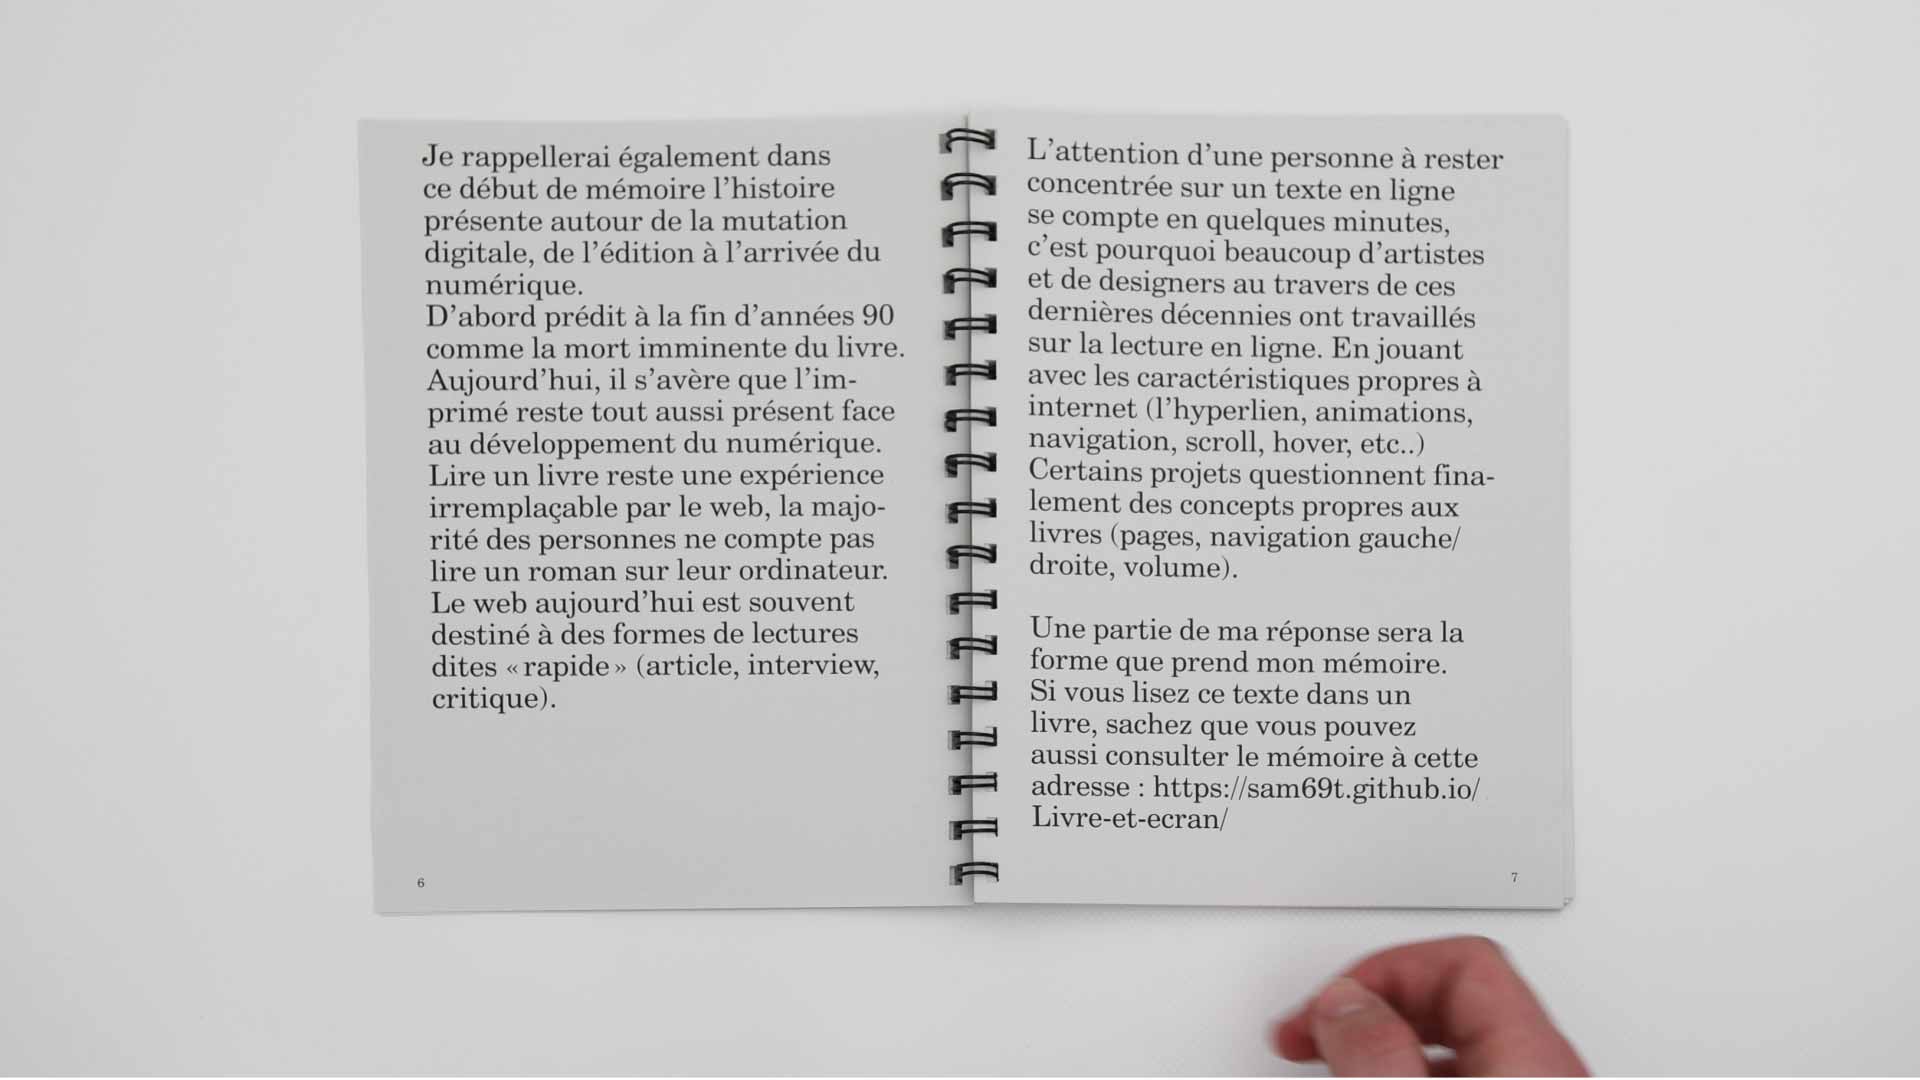 Je rappellerai également dans
ce début de mémoire l’histoire
présente autour de la mutation
digitale, de l’édition à l’arrivée du
numérique.
D’abord prédit à la fin d’années 90
comme la mort imminente du livre.
Aujourd’hui, il s’avère que l’im-
primé reste tout aussi présent face
au développement du numérique.
Lire un livre reste une expérience
irremplaçable par le web, la majo-
rité des personnes ne compte pas
lire un roman sur leur ordinateur.
Le web aujourd’hui est souvent
destiné à des formes de lectures
dites « rapide » (article, interview,
critique).
6
L’attention d’une personne à rester
concentrée sur un texte en ligne
se compte en quelques minutes,
c’est pourquoi beaucoup d’artistes
et de designers au travers de ces
dernières décennies ont travaillés
sur la lecture en ligne. En jouant
avec les caractéristiques propres à
internet (l’hyperlien, animations,
navigation, scroll, hover, etc..)
Certains projets questionnent fina-
lement des concepts propres aux
livres (pages, navigation gauche/
droite, volume).
Une partie de ma réponse sera la
forme que prend mon mémoire.
Si vous lisez ce texte dans un
livre, sachez que vous pouvez
aussi consulter le mémoire à cette
adresse : https://sam69t.github.io/
Livre-et-ecran/
7